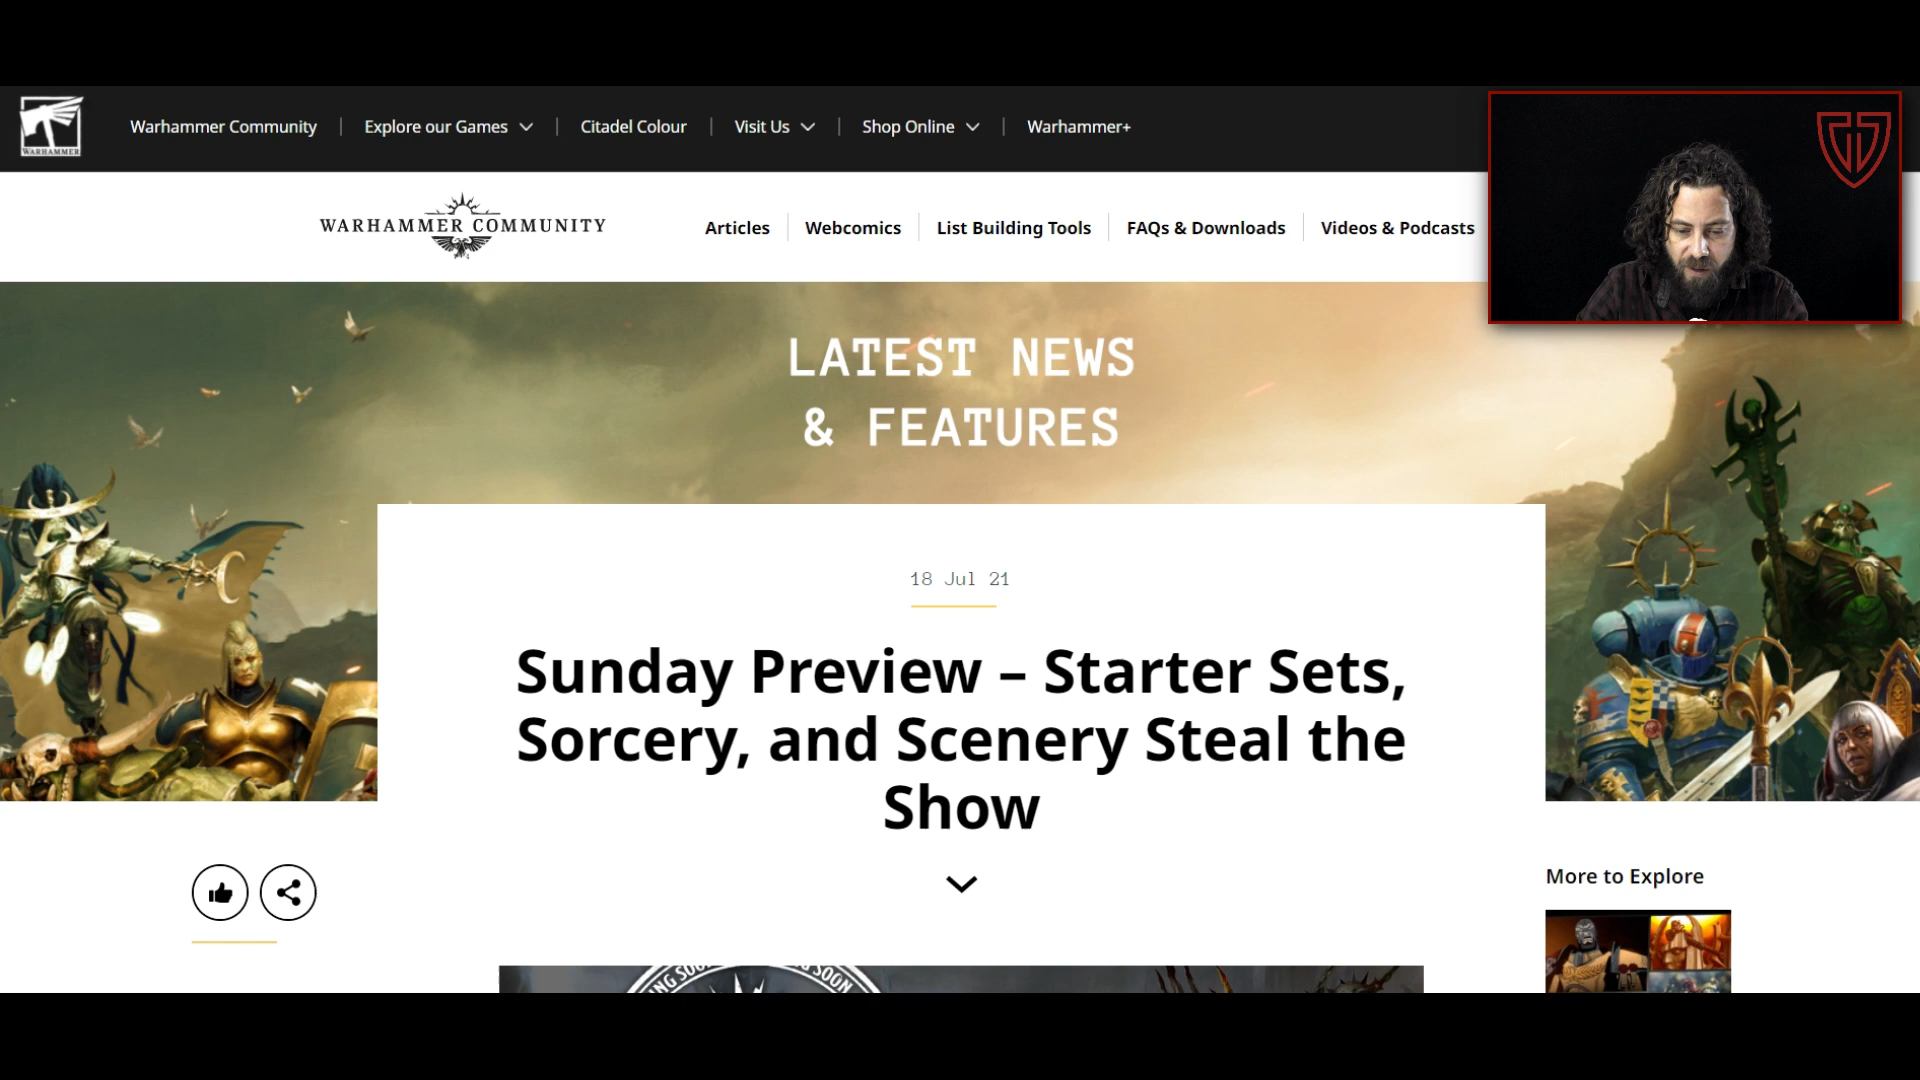 WARHAMMER
Warhammer Community
Explore our Games
Citadel Colour
Visit Us
Shop Online
Warhammer+
WARHAMMER COMMUNITY
Articles
Webcomics
List Building Tools
FAQs & Downloads
Videos & Podcasts
LATEST NEWS
& FEATURES
18 Jul 21
Sunday Preview – Starter Sets,
Sorcery, and Scenery Steal the
Show
More to Explore
SOON